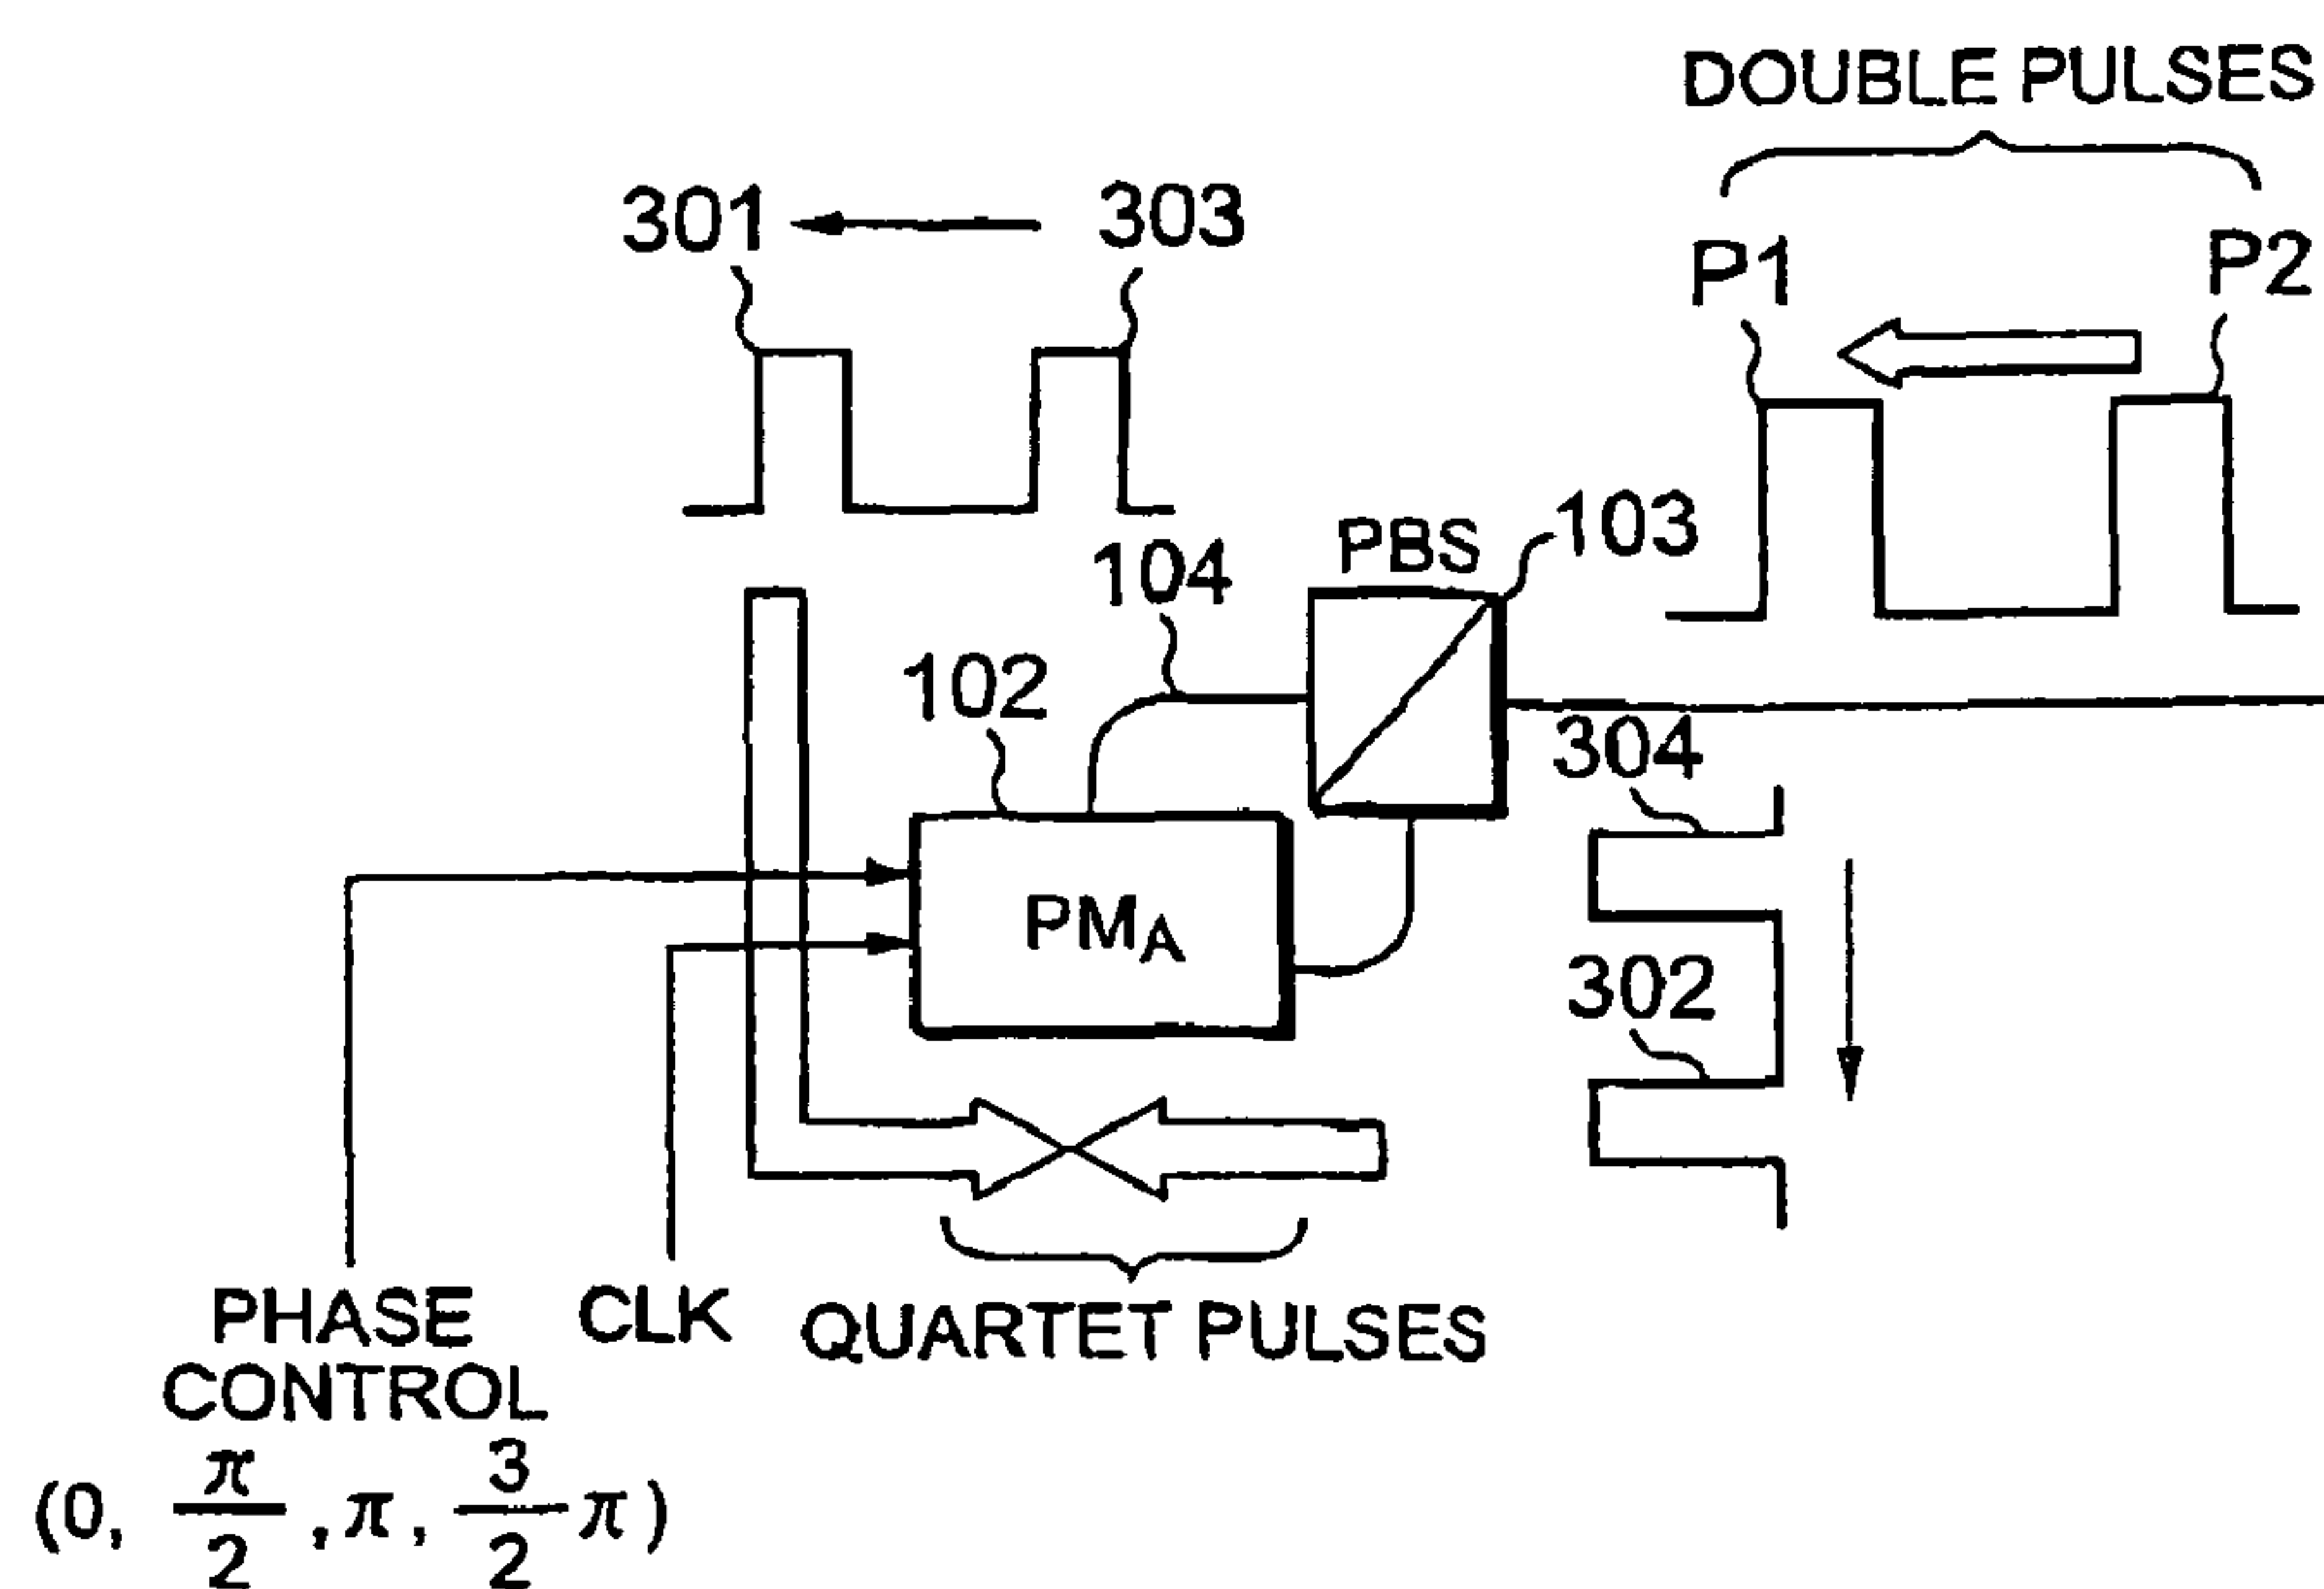 DOUBLE PULSES
301
303
P1
P2
PBS
103
104
102
304
PMA
302
PHASE
CONTROL
CLK
QUARTET PULSES
(0, π/2 , π, 3/2 π)